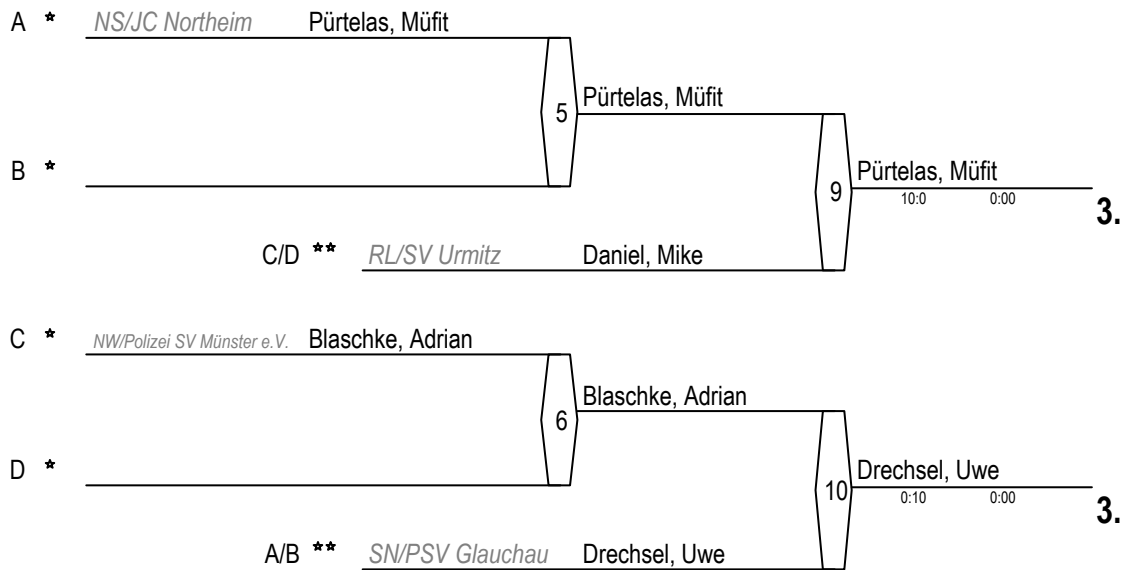 A * NS/JC Northeim Pürtelas, Müfit
5 Pürtelas, Müfit
B *
9 Pürtelas, Müfit
10:0 0:00
3.
C/D ** RL/SV Urmitz Daniel, Mike
C * NW/Polizei SV Münster e.V. Blaschke, Adrian
6 Blaschke, Adrian
D *
10 Drechsel, Uwe
0:10 0:00
3.
A/B ** SN/PSV Glauchau Drechsel, Uwe